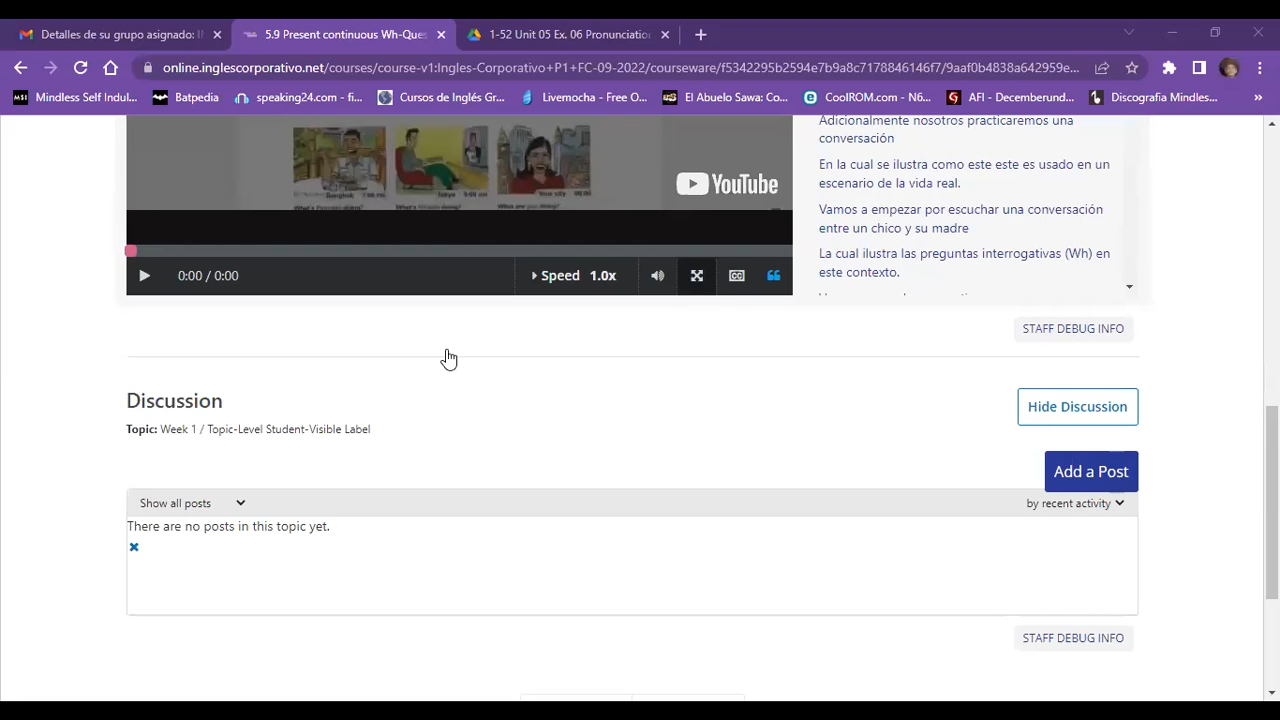 Detalles de su grupo asignado: I
5.9 Present continuous Wh-Ques
1-52 Unit 05 Ex. 06 Pronunciatio
online.inglescorporativo.net/courses/course-v1:Ingles-Corporativo+P1+FC-09-2022/courseware/f5342295b2594e7b9a8c7178846146f7/9aaf0b4838a642959e...
Mindless Self Indul...
Batpedia
speaking24.com - fi...
Cursos de Inglés Gr...
Livemocha - Free O...
El Abuelo Sawa: Co...
CoolROM.com - N6...
AFI - Decemberund...
Discografia Mindles...
»
Adicionalmente nosotros practicaremos una
conversación
En la cual se ilustra como este este es usado en un
escenario de la vida real.
Vamos a empezar por escuchar una conversación
entre un chico y su madre
La cual ilustra las preguntas interrogativas (Wh) en
este contexto.
YouTube
Bangkok
Tokyo
Your city
0:00 / 0:00
Speed 1.0x
STAFF DEBUG INFO
Discussion
Hide Discussion
Topic: Week 1 / Topic-Level Student-Visible Label
Add a Post
Show all posts
by recent activity
There are no posts in this topic yet.
STAFF DEBUG INFO